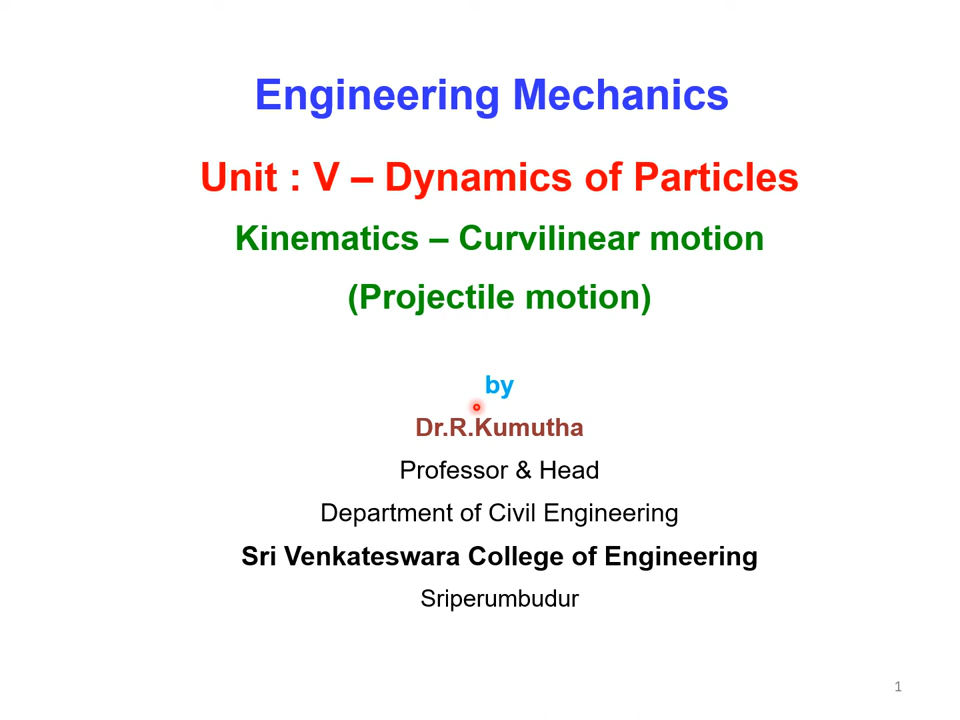 Engineering Mechanics
Unit : V – Dynamics of Particles
Kinematics – Curvilinear motion
(Projectile motion)
by
Dr.R.Kumutha
Professor & Head
Department of Civil Engineering
Sri Venkateswara College of Engineering
Sriperumbudur
1